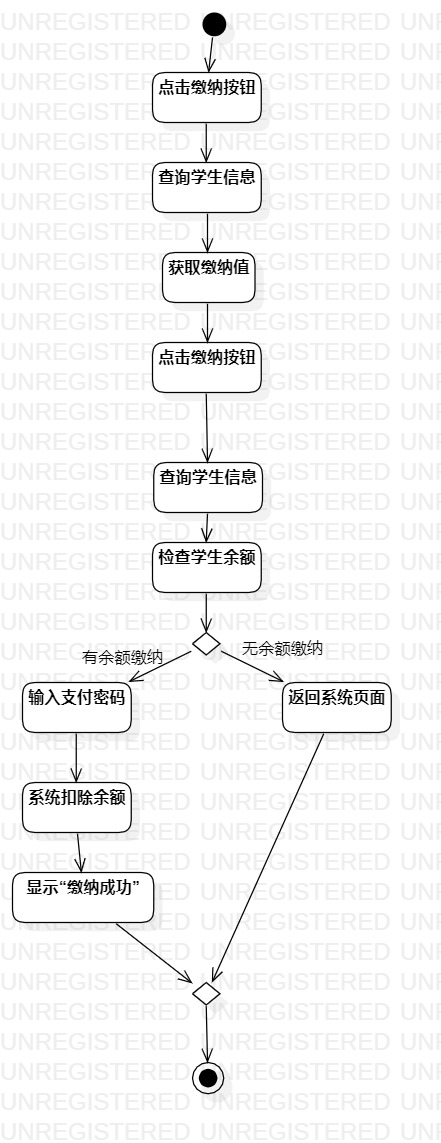 点击缴纳按钮
查询学生信息
获取缴纳值
点击缴纳按钮
查询学生信息
检查学生余额
有余额缴纳
无余额缴纳
输入支付密码
返回系统页面
系统扣除余额
显示“缴纳成功”
UNREGISTERED